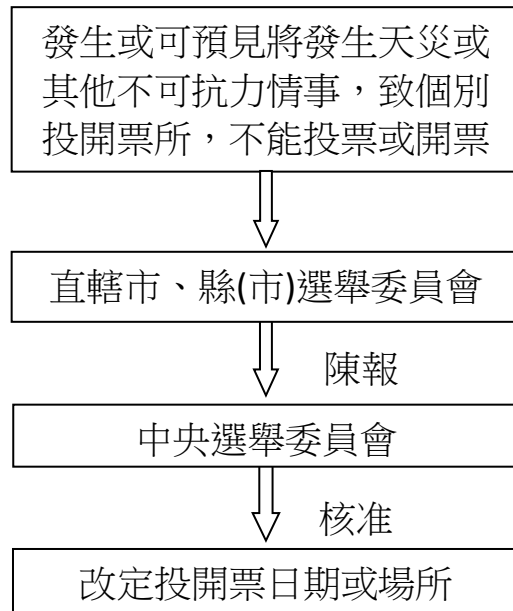 發生或可預見將發生天災或
其他不可抗力情事，致個別
投開票所，不能投票或開票
直轄市、縣(市)選舉委員會
陳報
中央選舉委員會
核准
改定投開票日期或場所